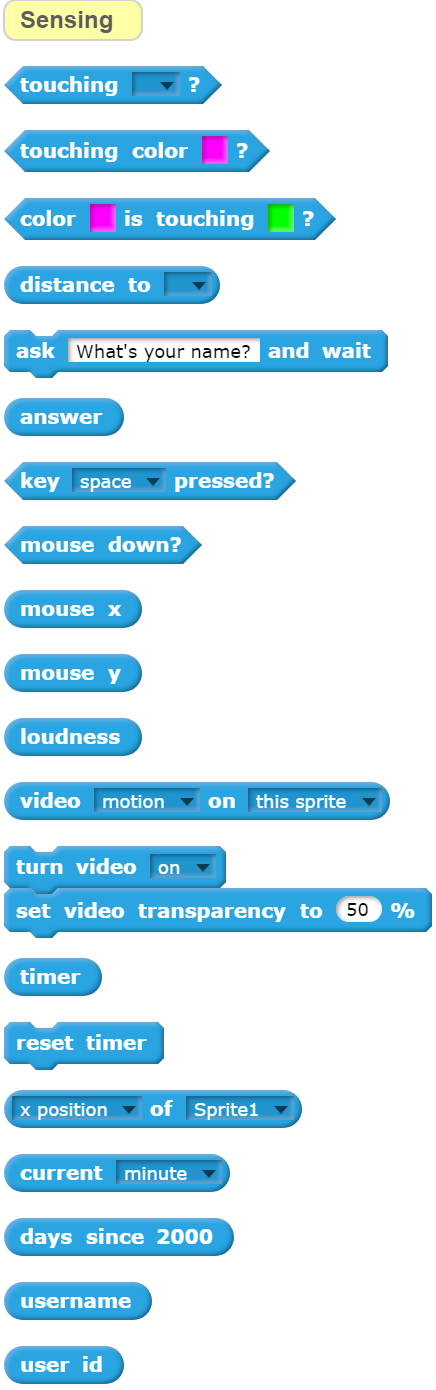 Sensing
touching ?
touching color ?
color is touching ?
distance to
ask What's your name? and wait
answer
key space pressed?
mouse down?
mouse x
mouse y
loudness
video motion on this sprite
turn video on
set video transparency to 50 %
timer
reset timer
x position of Sprite1
current minute
days since 2000
username
user id